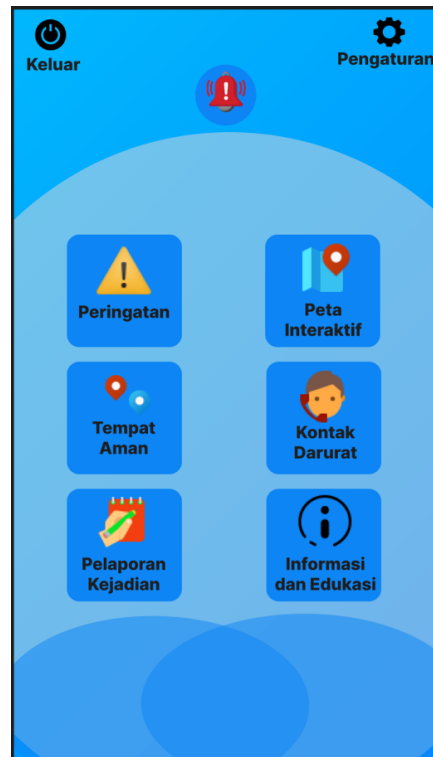 Keluar
Pengaturan
Peringatan
Peta
Interaktif
Tempat
Aman
Kontak
Darurat
Pelaporan
Kejadian
Informasi
dan Edukasi